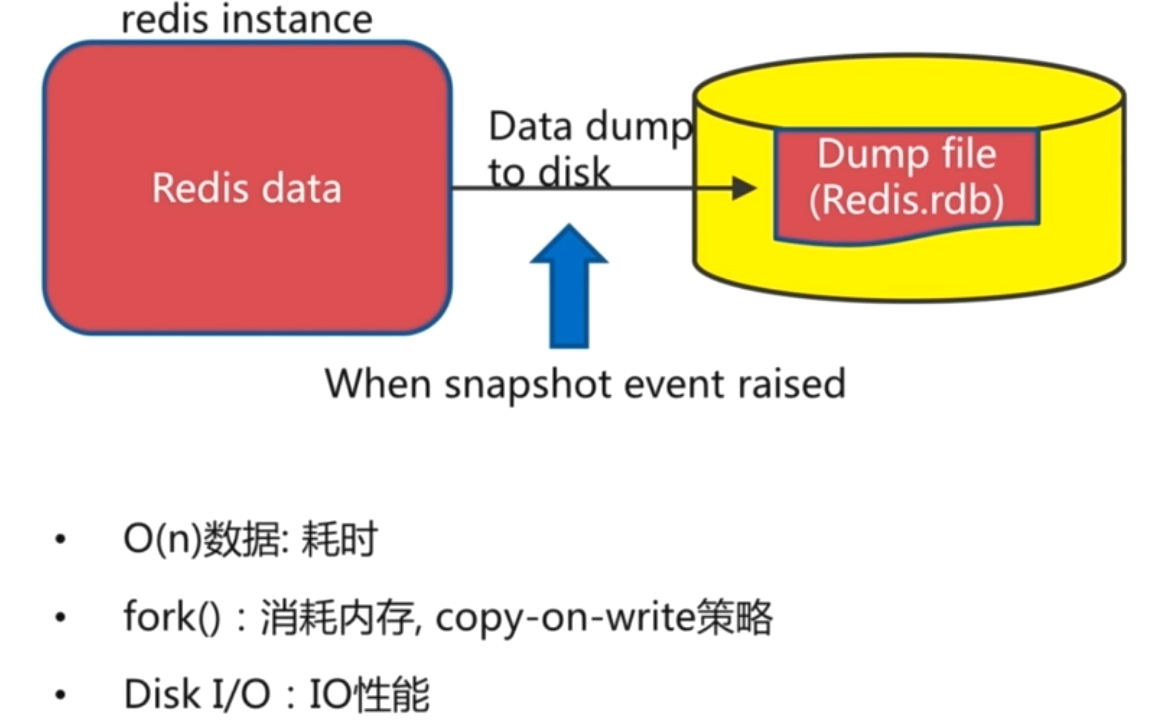 redis instance
Redis data
Data dump
to disk
Dump file
(Redis.rdb)
When snapshot event raised
• O(n)数据: 耗时
• fork()：消耗内存, copy-on-write策略
• Disk I/O：IO性能